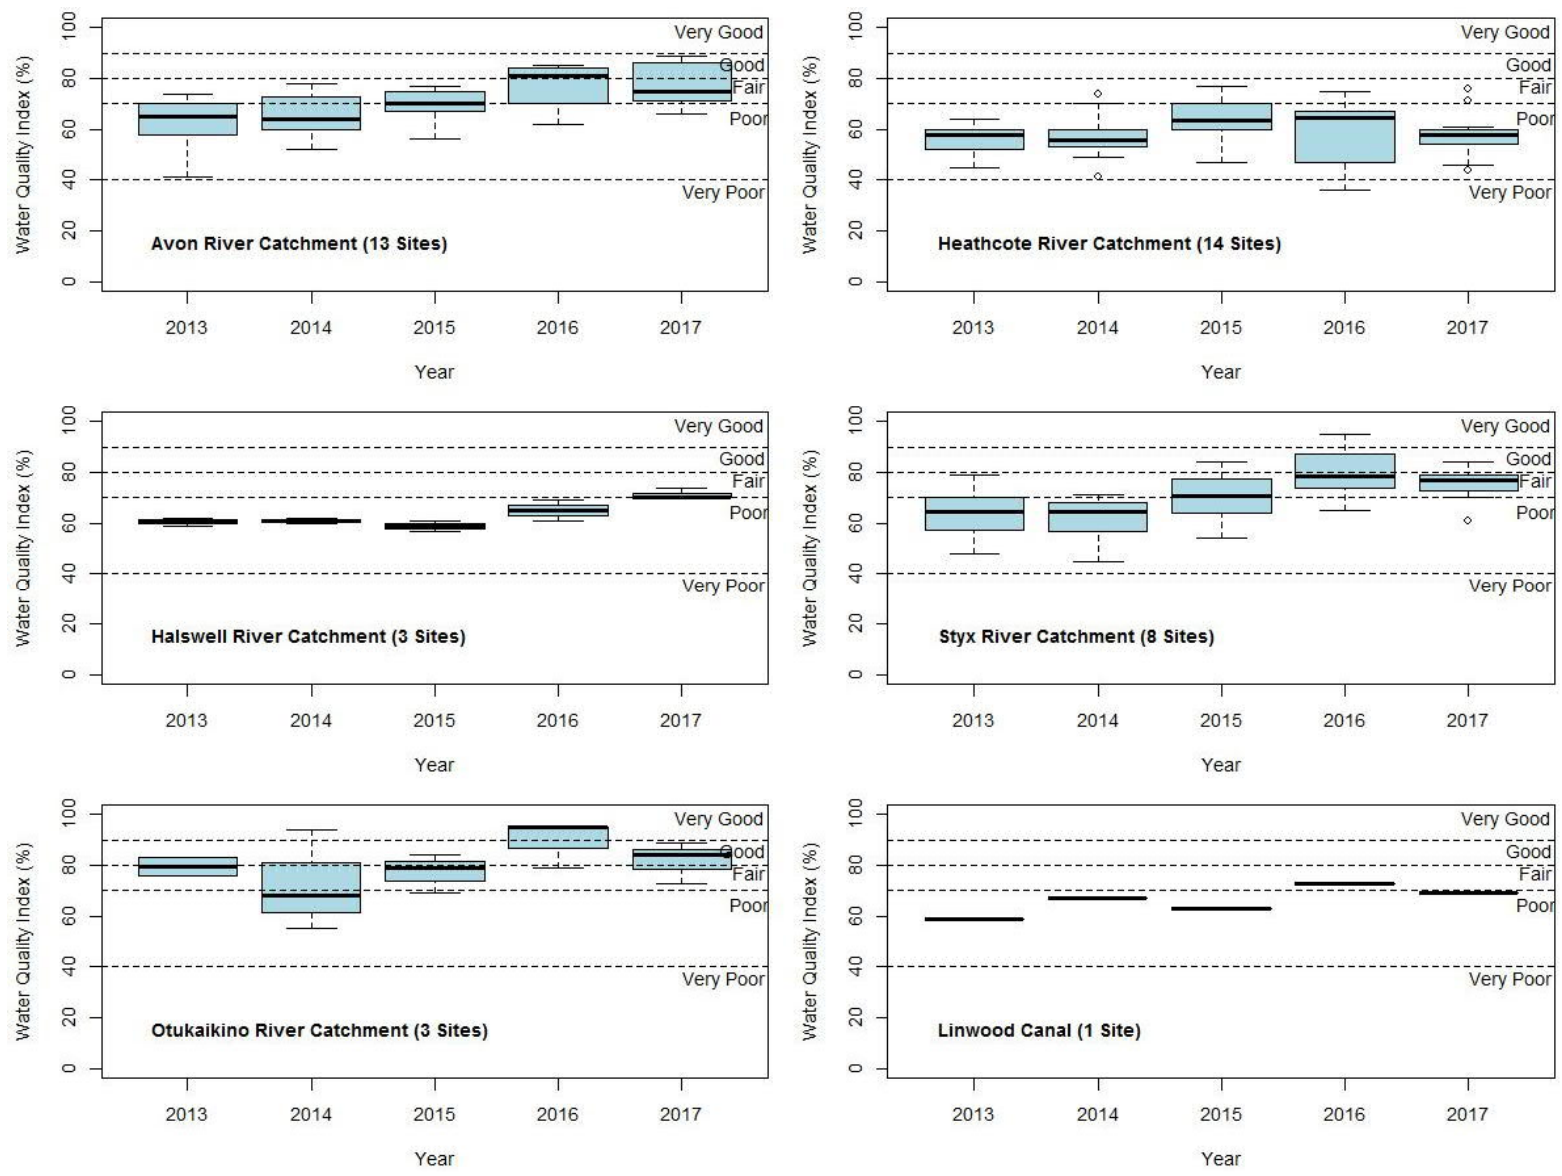 Water Quality Index (%)
100
80
60
40
20
0
Very Good
Good
Fair
Poor
Very Poor
Avon River Catchment (13 Sites)
2013 2014 2015 2016 2017
Year
Water Quality Index (%)
100
80
60
40
20
0
Very Good
Good
Fair
Poor
Very Poor
Heathcote River Catchment (14 Sites)
2013 2014 2015 2016 2017
Year
Water Quality Index (%)
100
80
60
40
20
0
Very Good
Good
Fair
Poor
Very Poor
Halswell River Catchment (3 Sites)
2013 2014 2015 2016 2017
Year
Water Quality Index (%)
100
80
60
40
20
0
Very Good
Good
Fair
Poor
Very Poor
Styx River Catchment (8 Sites)
2013 2014 2015 2016 2017
Year
Water Quality Index (%)
100
80
60
40
20
0
Very Good
Good
Fair
Poor
Very Poor
Otukaikino River Catchment (3 Sites)
2013 2014 2015 2016 2017
Year
Water Quality Index (%)
100
80
60
40
20
0
Very Good
Good
Fair
Poor
Very Poor
Linwood Canal (1 Site)
2013 2014 2015 2016 2017
Year